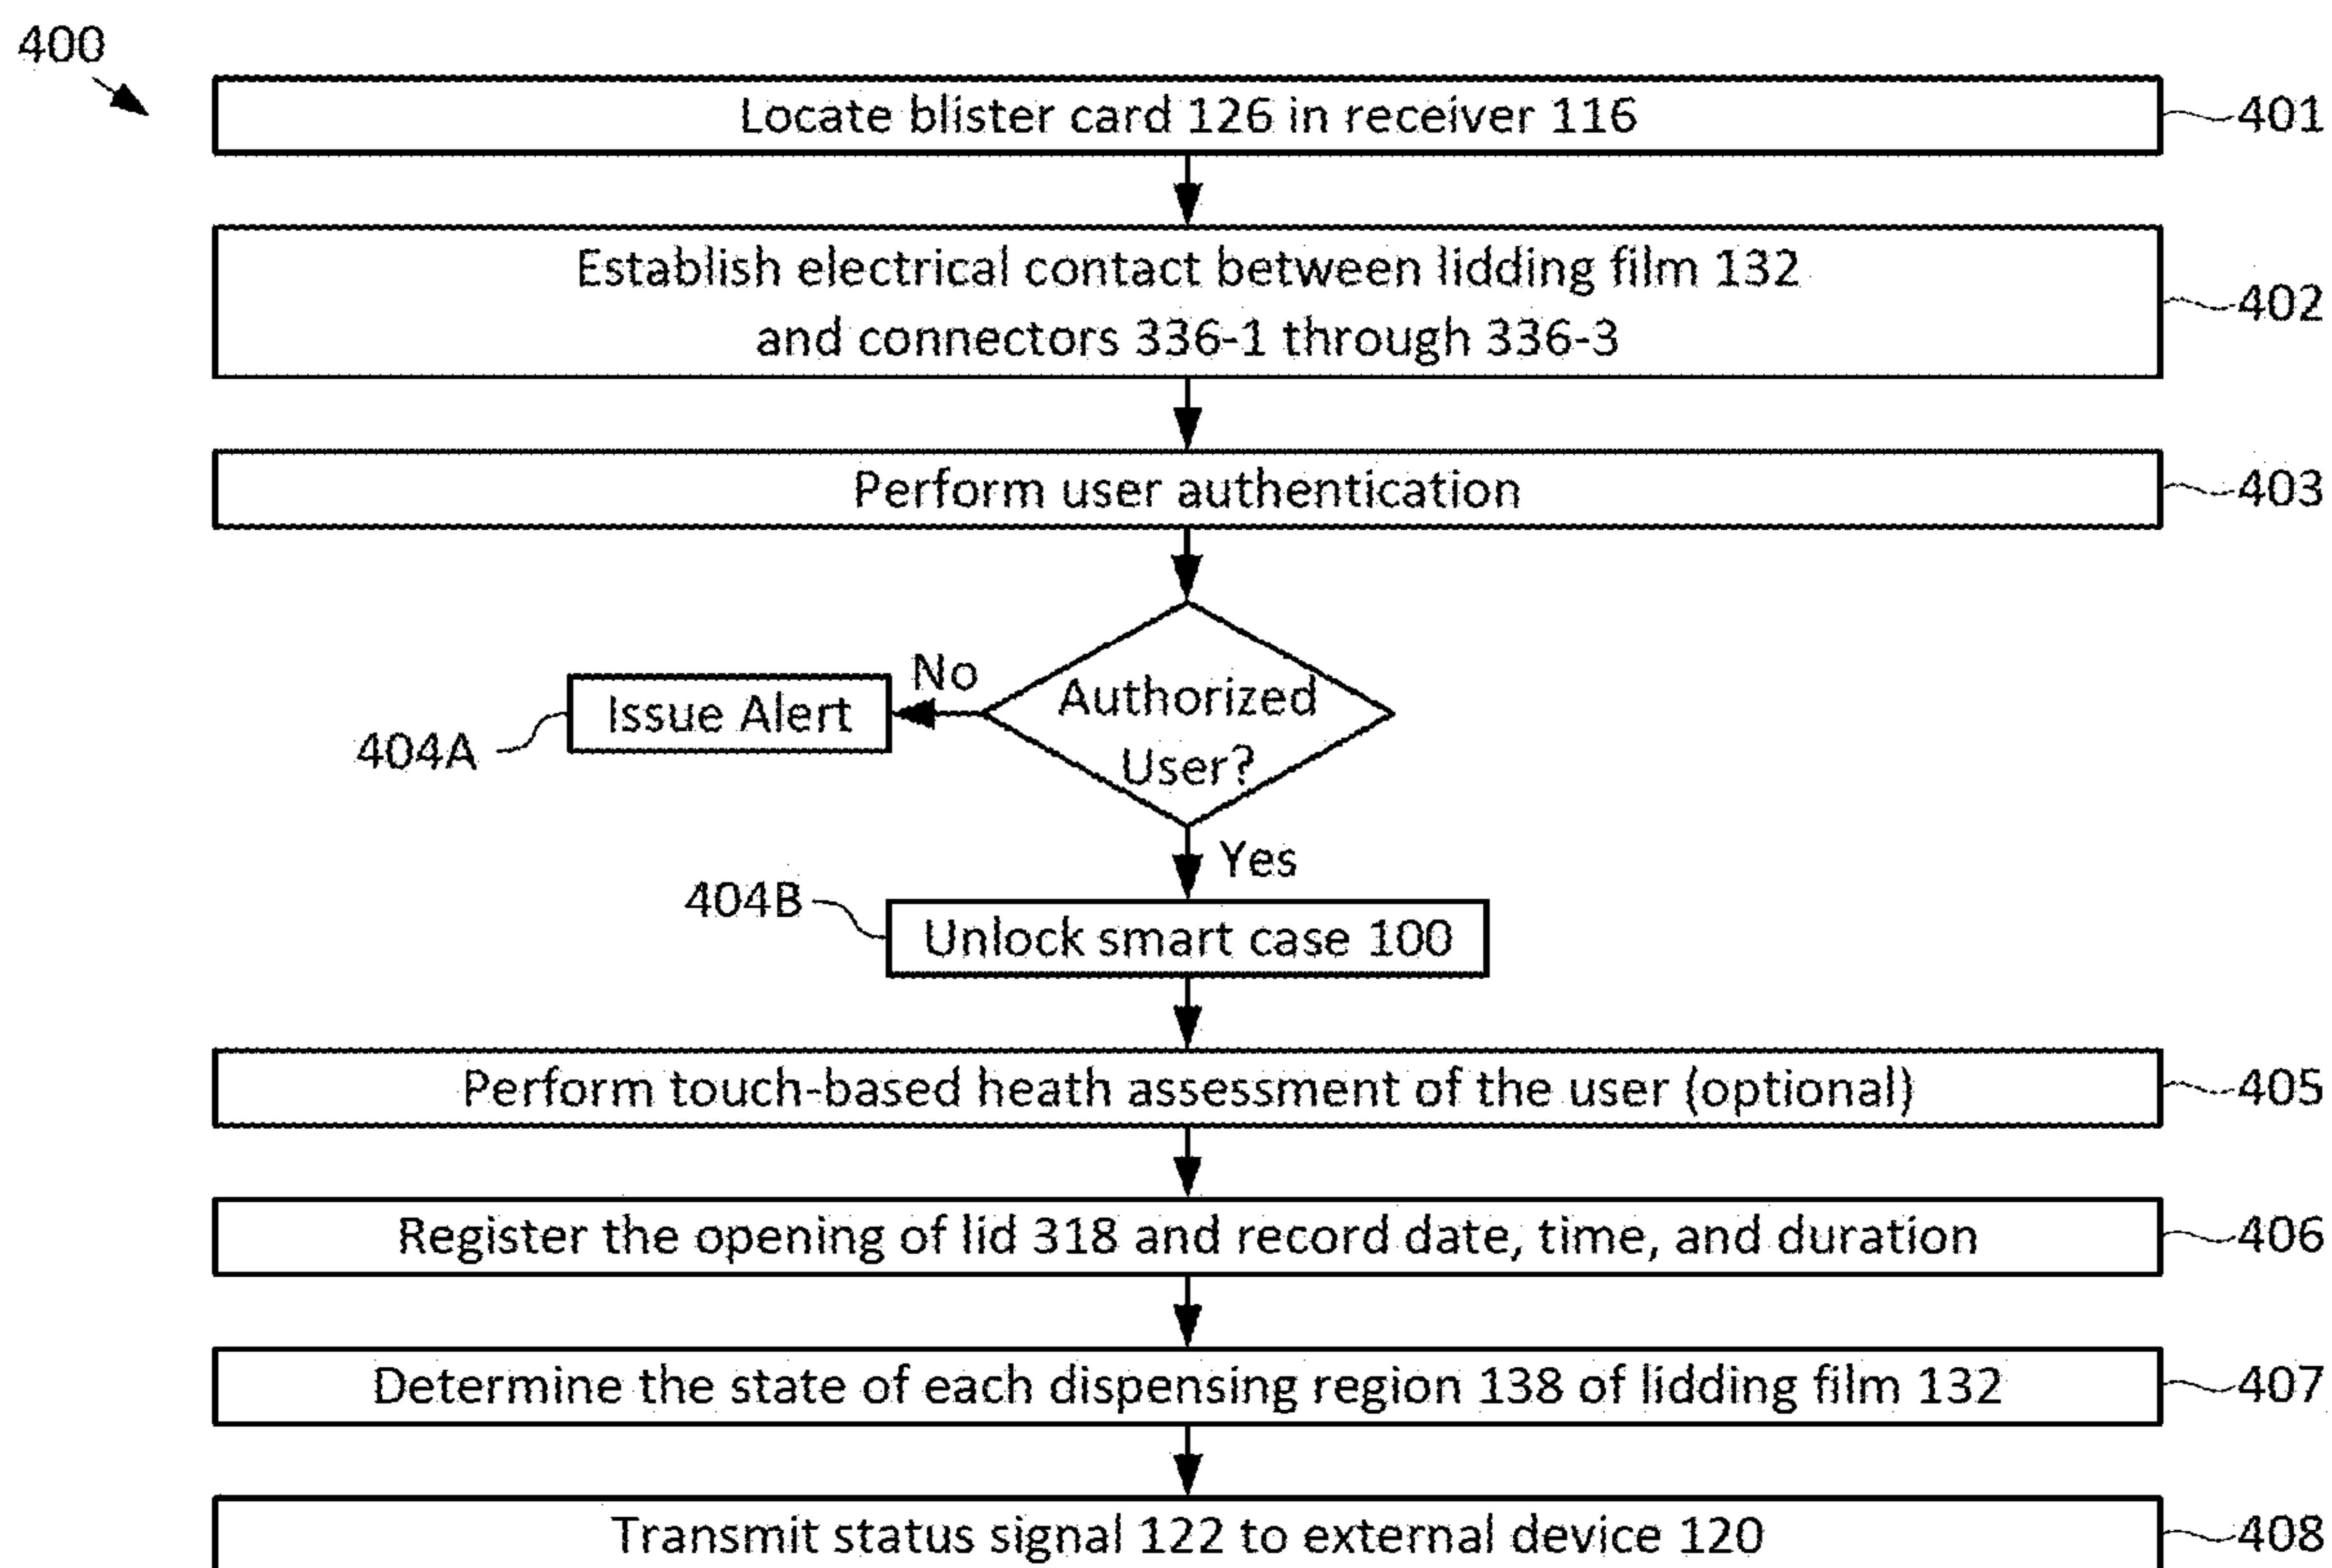 400
Locate blister card 126 in receiver 116
401
Establish electrical contact between lidding film 132
and connectors 336-1 through 336-3
402
Perform user authentication
403
Authorized
User?
No
Issue Alert
404A
Yes
404B
Unlock smart case 100
Perform touch-based heath assessment of the user (optional)
405
Register the opening of lid 318 and record date, time, and duration
406
Determine the state of each dispensing region 138 of lidding film 132
407
Transmit status signal 122 to external device 120
408